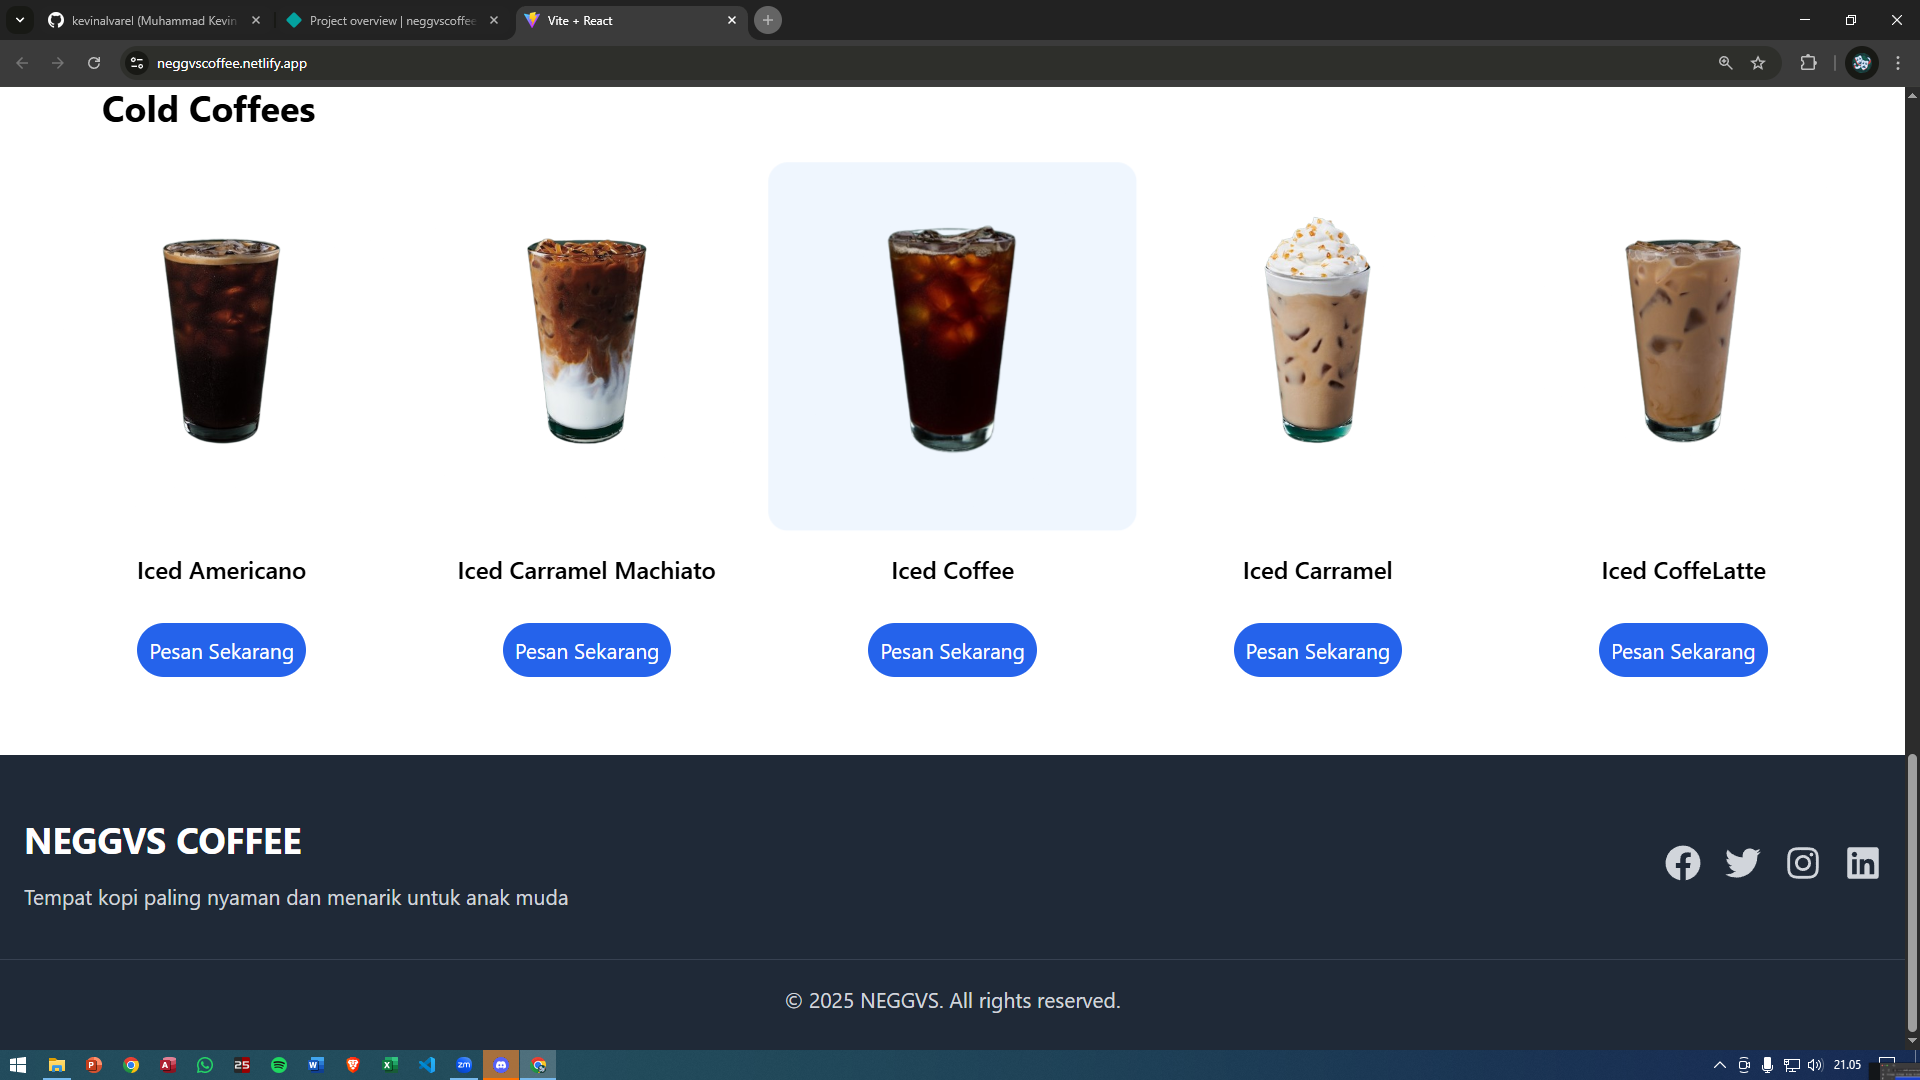 kevinalvarel (Muhammad Kevin
Project overview | neggvscoffee
Vite + React
neggvscoffee.netlify.app
Cold Coffees
Iced Americano
Iced Carramel Machiato
Iced Coffee
Iced Carramel
Iced CoffeLatte
Pesan Sekarang
Pesan Sekarang
Pesan Sekarang
Pesan Sekarang
Pesan Sekarang
NEGGVS COFFEE
Tempat kopi paling nyaman dan menarik untuk anak muda
© 2025 NEGGVS. All rights reserved.
25
zm
21.05